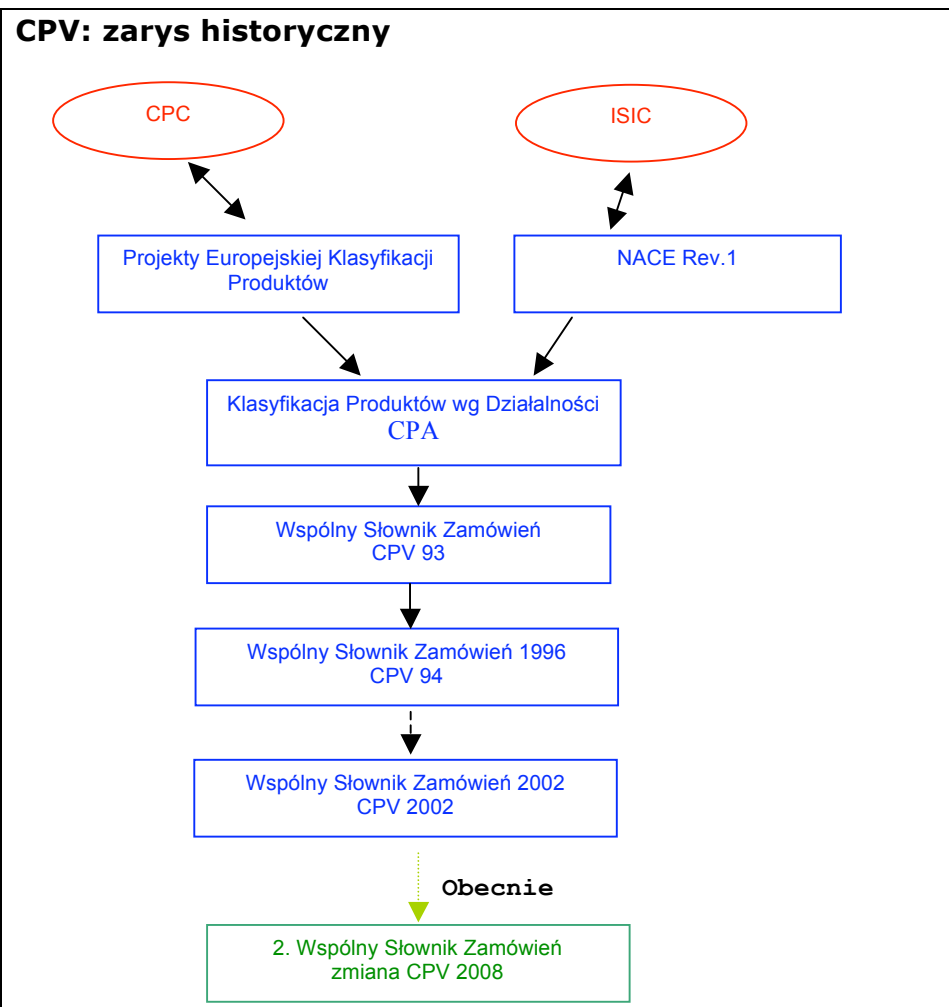 CPV: zarys historyczny
CPC
ISIC
Projekty Europejskiej Klasyfikacji
Produktów
NACE Rev.1
Klasyfikacja Produktów wg Działalności
CPA
Wspólny Słownik Zamówień
CPV 93
Wspólny Słownik Zamówień 1996
CPV 94
Wspólny Słownik Zamówień 2002
CPV 2002
Obecnie
2. Wspólny Słownik Zamówień
zmiana CPV 2008